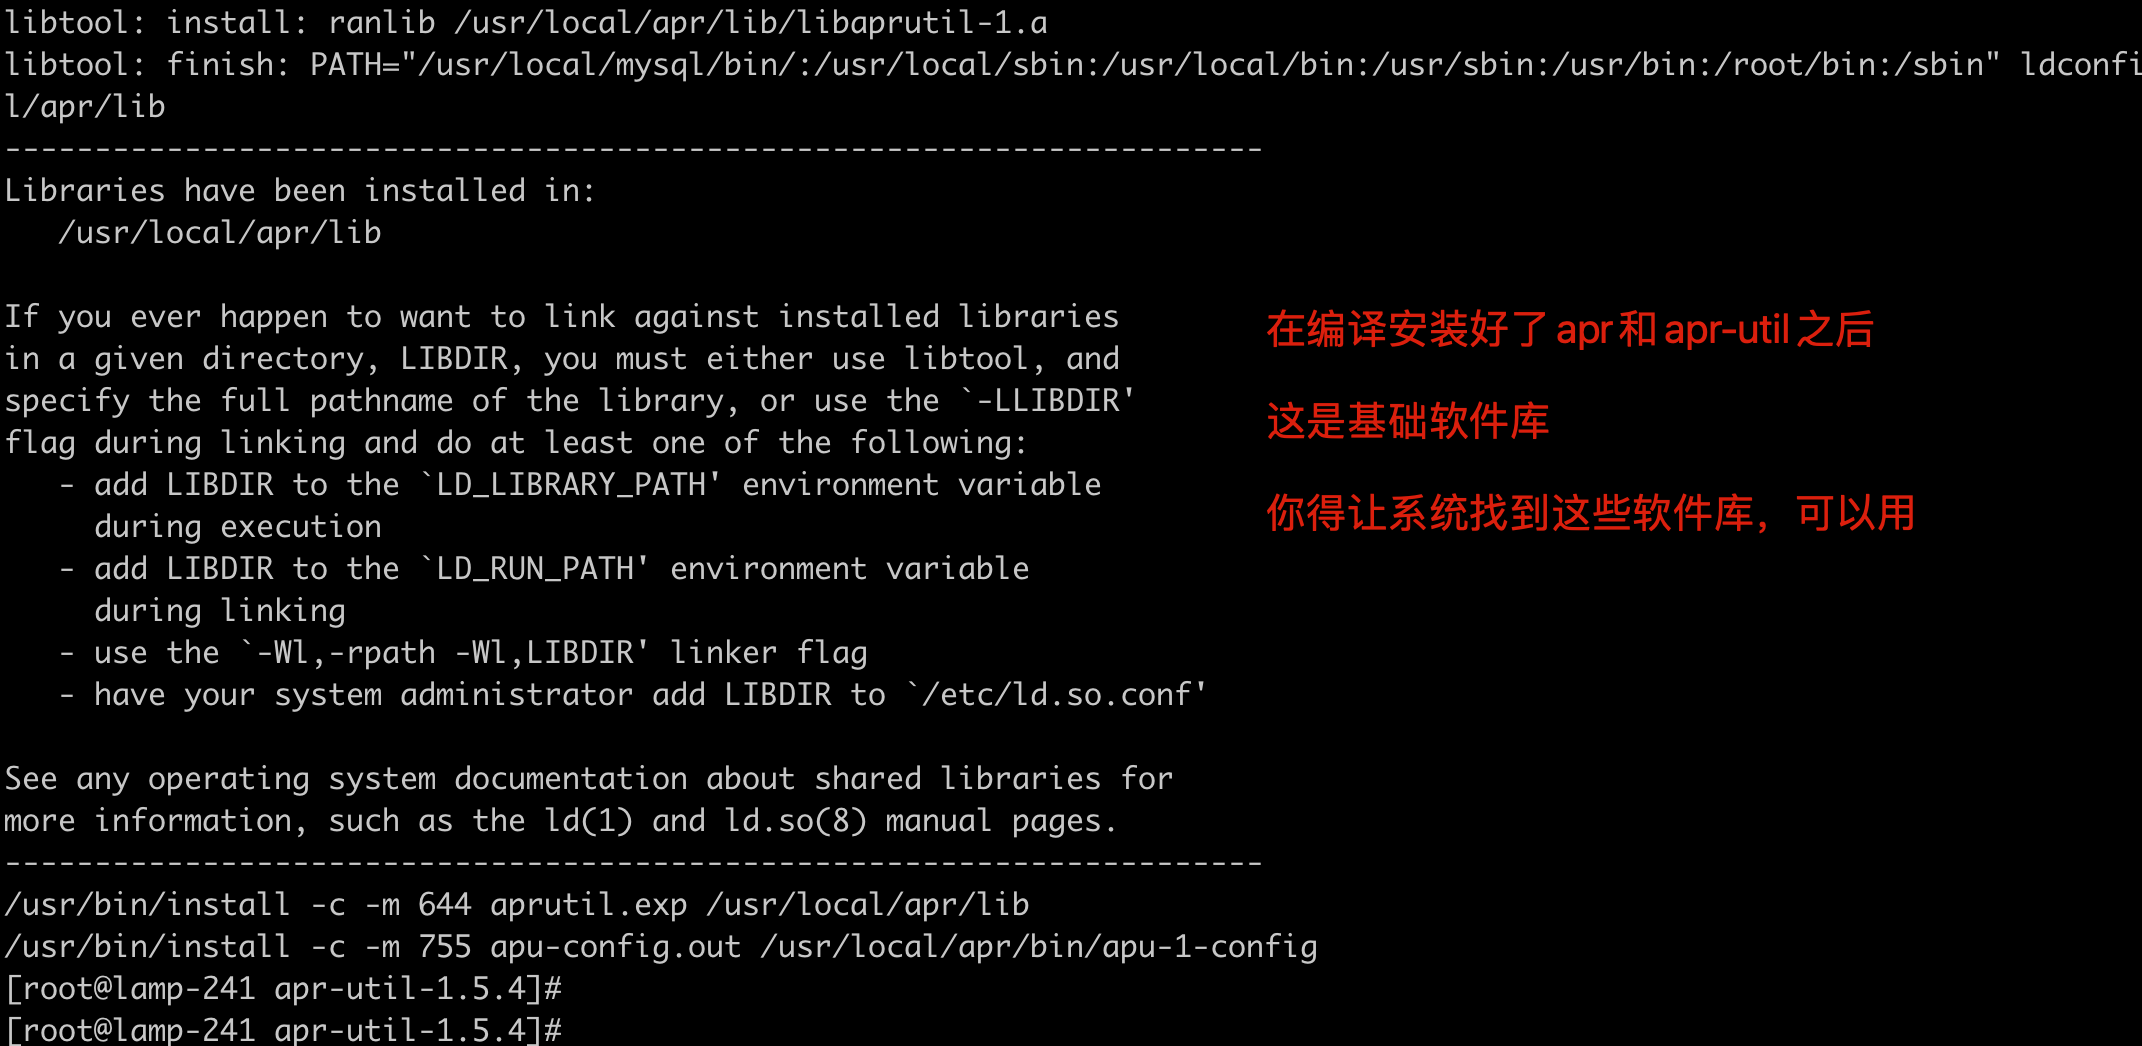 libtool: install: ranlib /usr/local/apr/lib/libaprutil-1.a
libtool: finish: PATH="/usr/local/mysql/bin/:/usr/local/sbin:/usr/local/bin:/usr/sbin:/usr/bin:/root/bin:/sbin" ldconfi
l/apr/lib
----------------------------------------------------------------------
Libraries have been installed in:
   /usr/local/apr/lib
If you ever happen to want to link against installed libraries
in a given directory, LIBDIR, you must either use libtool, and
specify the full pathname of the library, or use the `-LLIBDIR'
flag during linking and do at least one of the following:
   - add LIBDIR to the `LD_LIBRARY_PATH' environment variable
     during execution
   - add LIBDIR to the `LD_RUN_PATH' environment variable
     during linking
   - use the `-Wl,-rpath -Wl,LIBDIR' linker flag
   - have your system administrator add LIBDIR to `/etc/ld.so.conf'
See any operating system documentation about shared libraries for
more information, such as the ld(1) and ld.so(8) manual pages.
----------------------------------------------------------------------
/usr/bin/install -c -m 644 aprutil.exp /usr/local/apr/lib
/usr/bin/install -c -m 755 apu-config.out /usr/local/apr/bin/apu-1-config
[root@lamp-241 apr-util-1.5.4]#
[root@lamp-241 apr-util-1.5.4]#
在编译安装好了apr和apr-util之后
这是基础软件库
你得让系统找到这些软件库，可以用